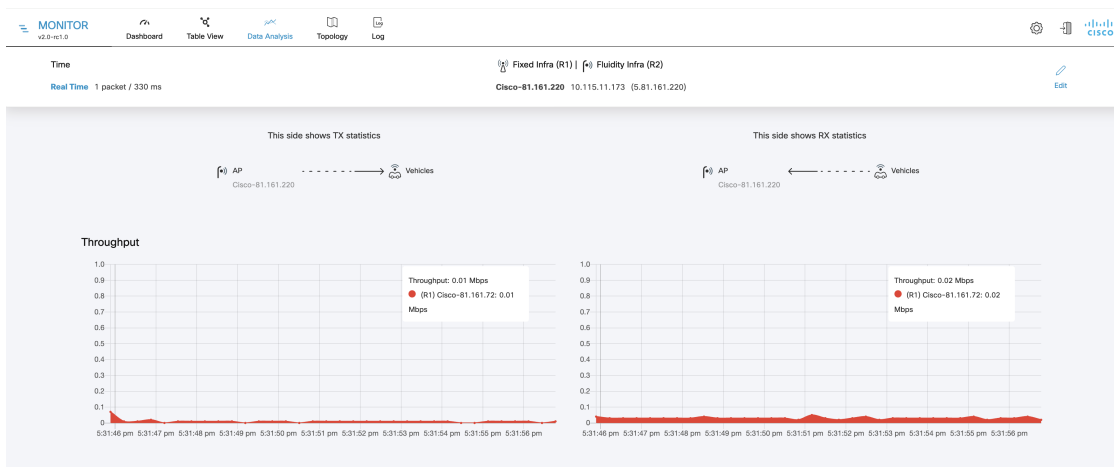 MONITOR
v2.0-rc1.0
Dashboard
Table View
Data Analysis
Topology
Log
Log
CISCO
Time
Real Time 1 packet / 330 ms
Fixed Infra (R1) | Fluidity Infra (R2)
Cisco-81.161.220 10.115.11.173 (5.81.161.220)
Edit
This side shows TX statistics
AP
Vehicles
Cisco-81.161.220
This side shows RX statistics
AP
Vehicles
Cisco-81.161.220
Throughput
1.0
0.9
0.8
0.7
0.6
0.5
0.4
0.3
0.2
0.1
0
Throughput: 0.01 Mbps
(R1) Cisco-81.161.72: 0.01
Mbps
5:31:46 pm 5:31:47 pm 5:31:48 pm 5:31:49 pm 5:31:50 pm 5:31:51 pm 5:31:52 pm 5:31:53 pm 5:31:54 pm 5:31:55 pm 5:31:56 pm
1.0
0.9
0.8
0.7
0.6
0.5
0.4
0.3
0.2
0.1
0
Throughput: 0.02 Mbps
(R1) Cisco-81.161.72: 0.02
Mbps
5:31:46 pm 5:31:47 pm 5:31:48 pm 5:31:49 pm 5:31:50 pm 5:31:51 pm 5:31:52 pm 5:31:53 pm 5:31:54 pm 5:31:55 pm 5:31:56 pm